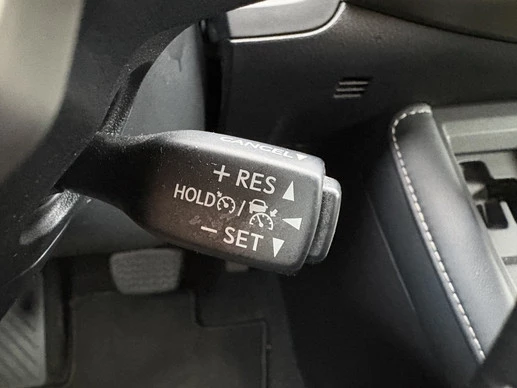 CANCEL▼
+ RES ▲
HOLD /
− SET ▼